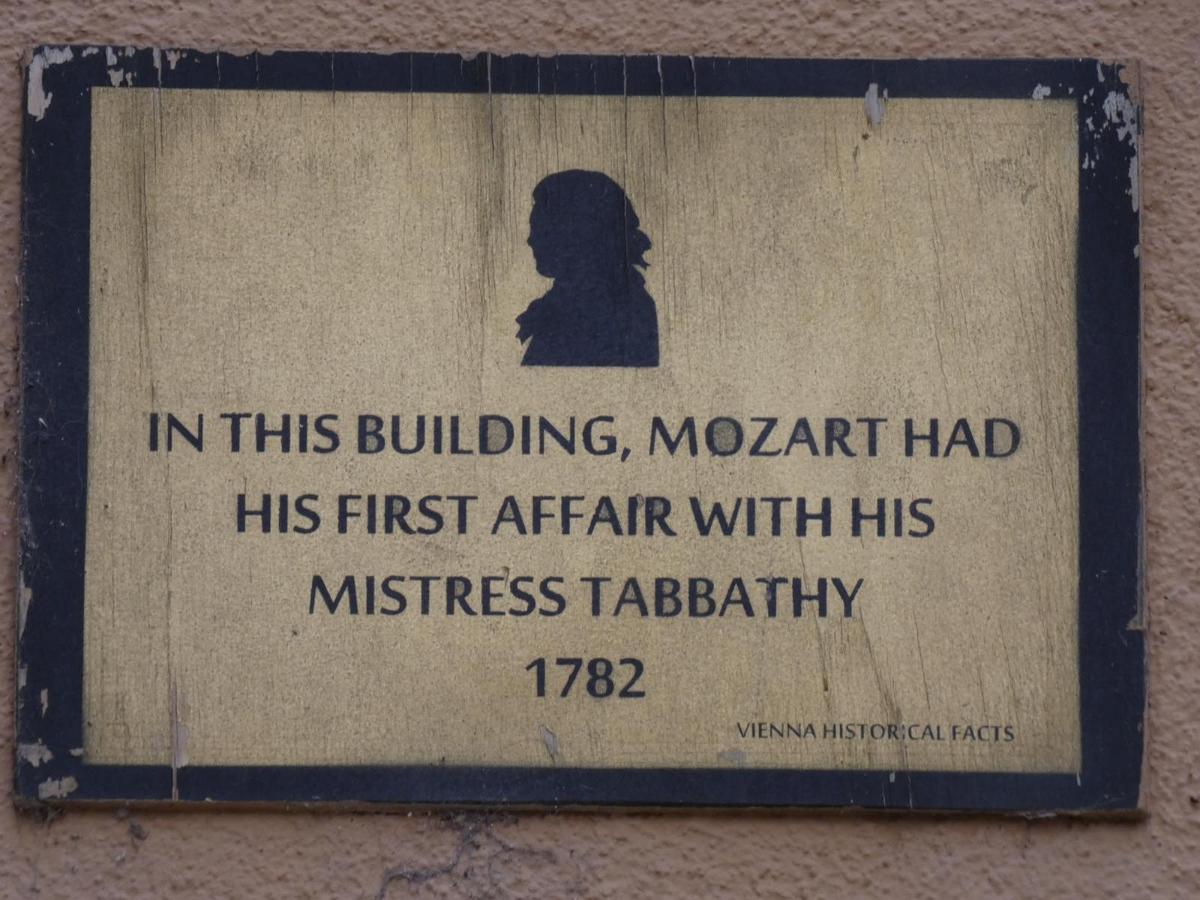 IN THIS BUILDING, MOZART HAD
HIS FIRST AFFAIR WITH HIS
MISTRESS TABBATHY
1782
VIENNA HISTORICAL FACTS